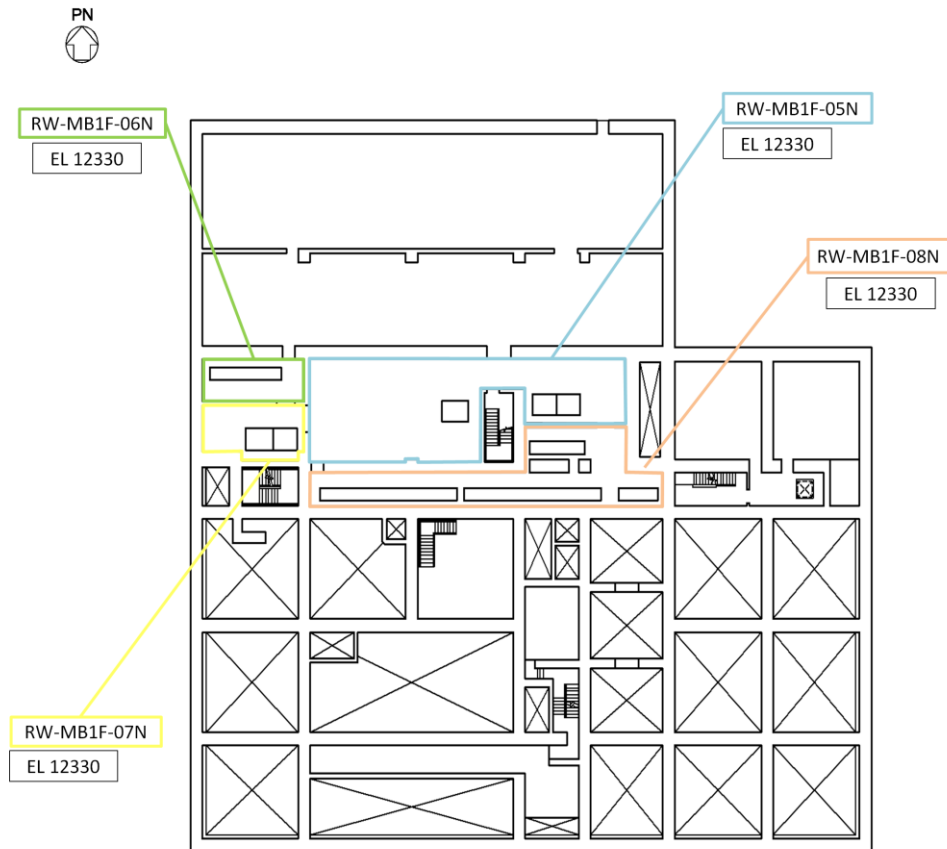 PN
RW-MB1F-06N
EL 12330
RW-MB1F-05N
EL 12330
RW-MB1F-08N
EL 12330
RW-MB1F-07N
EL 12330